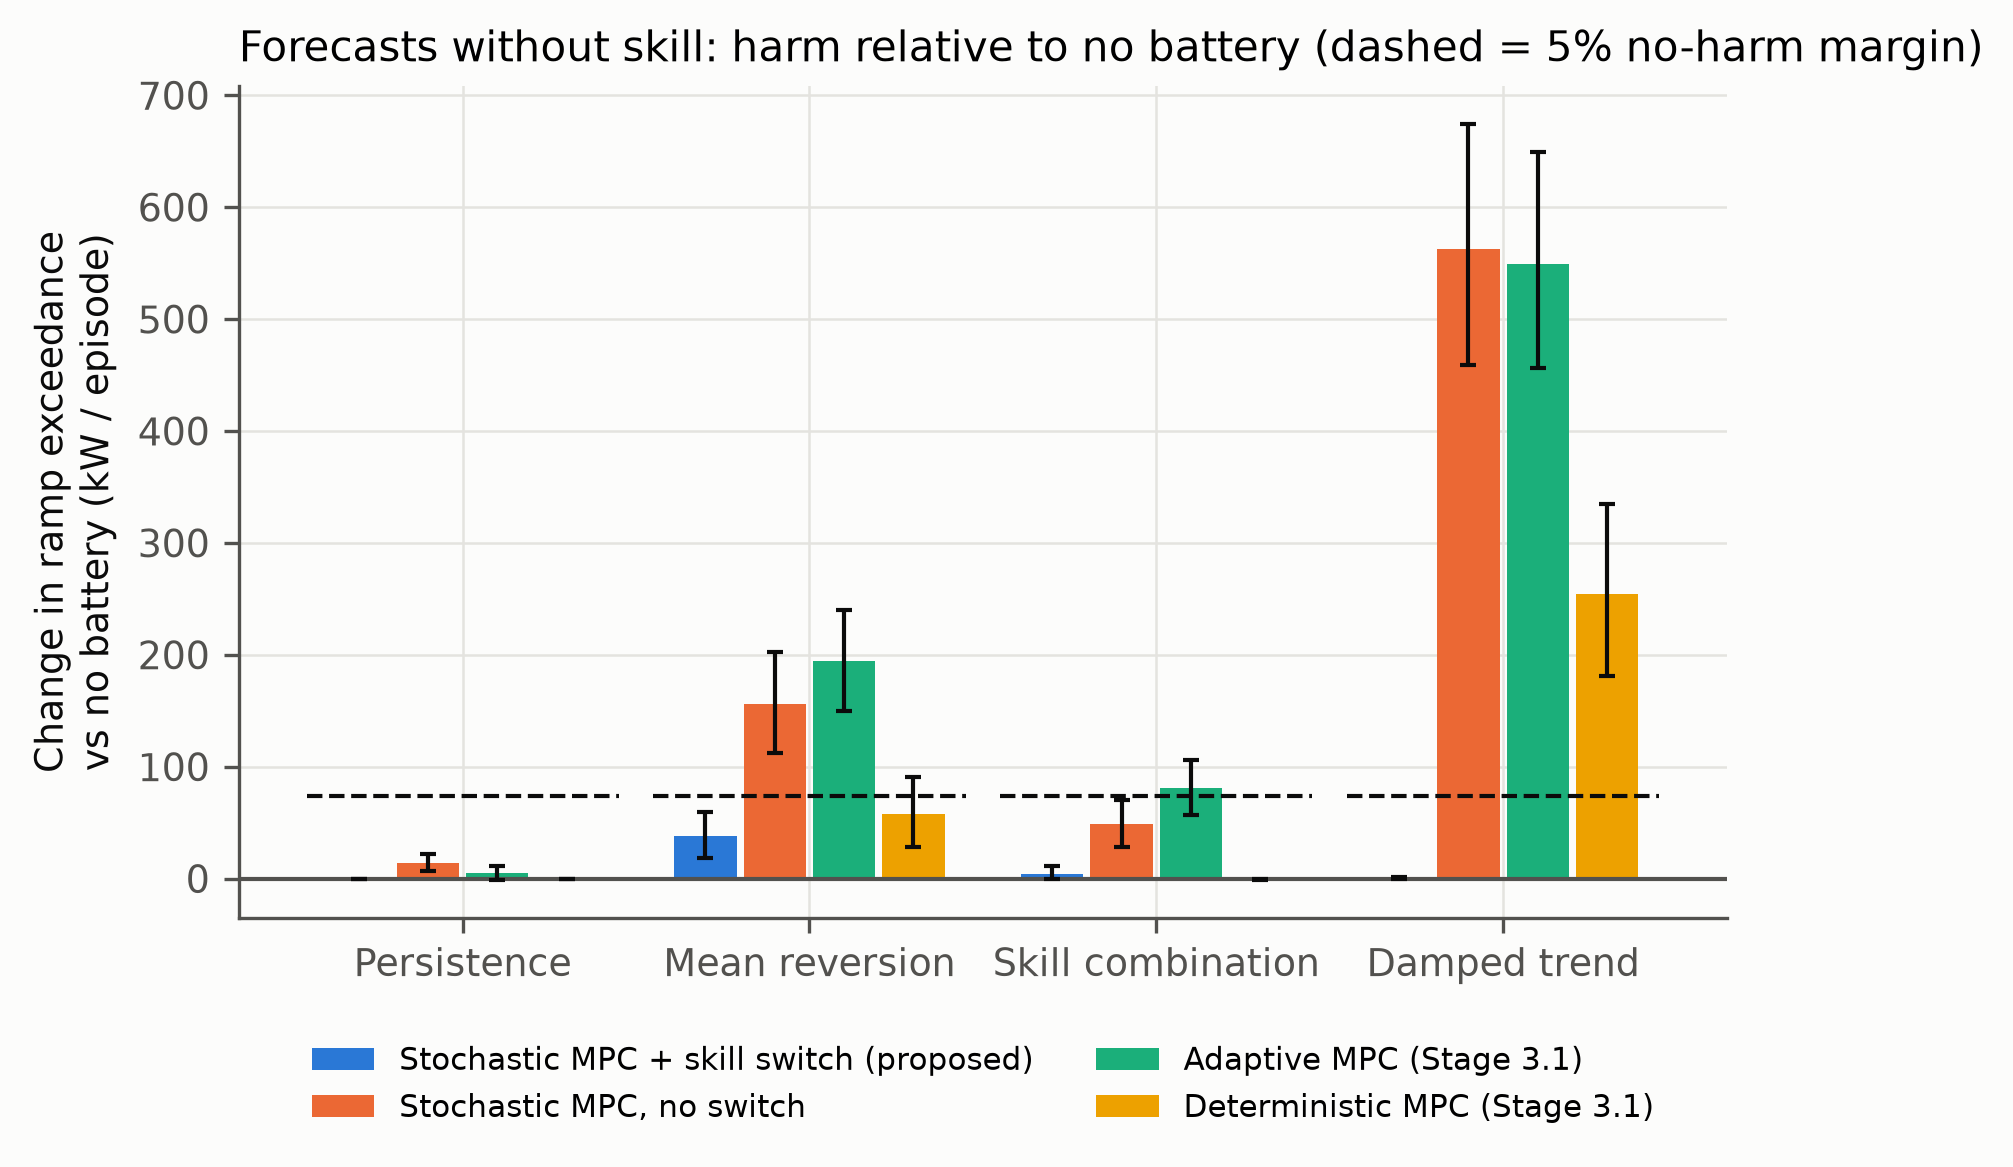 Forecasts without skill: harm relative to no battery (dashed = 5% no-harm margin)
Change in ramp exceedance
vs no battery (kW / episode)
700
600
500
400
300
200
100
0
Persistence
Mean reversion
Skill combination
Damped trend
Stochastic MPC + skill switch (proposed)
Stochastic MPC, no switch
Adaptive MPC (Stage 3.1)
Deterministic MPC (Stage 3.1)